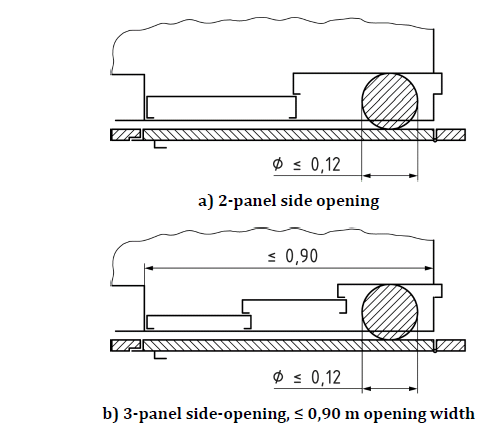 ϕ ≤ 0,12
a) 2-panel side opening
≤ 0,90
ϕ ≤ 0,12
b) 3-panel side-opening, ≤ 0,90 m opening width